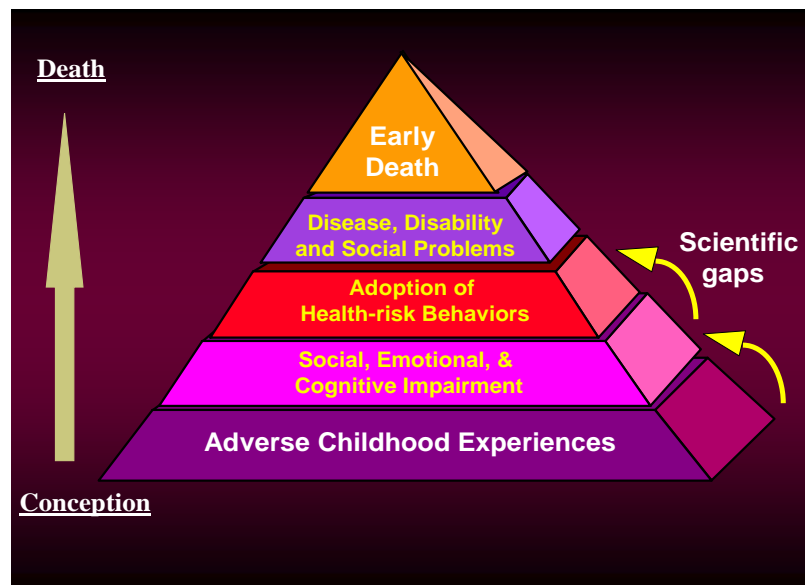 Death
Early
Death
Disease, Disability
and Social Problems
Scientific
gaps
Adoption of
Health-risk Behaviors
Social, Emotional, &
Cognitive Impairment
Adverse Childhood Experiences
Conception